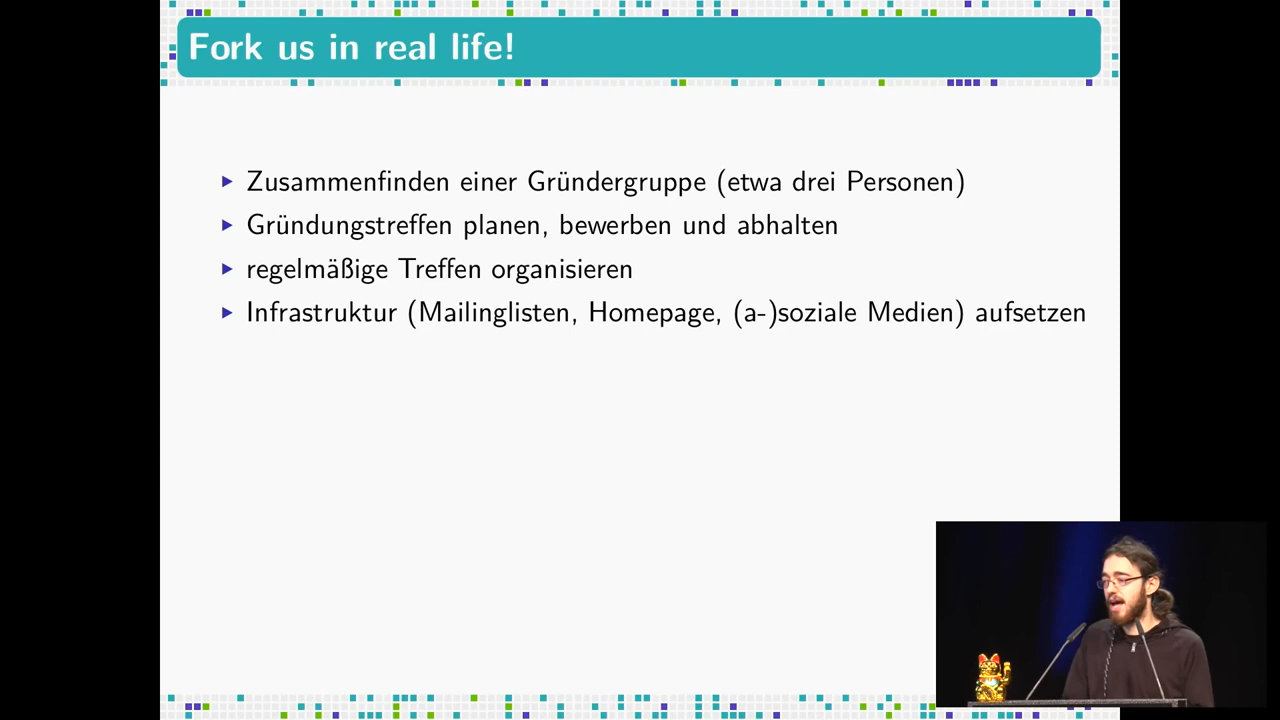 Fork us in real life!
Zusammenfinden einer Gründergruppe (etwa drei Personen)
Gründungstreffen planen, bewerben und abhalten
regelmäßige Treffen organisieren
Infrastruktur (Mailinglisten, Homepage, (a-)soziale Medien) aufsetzen